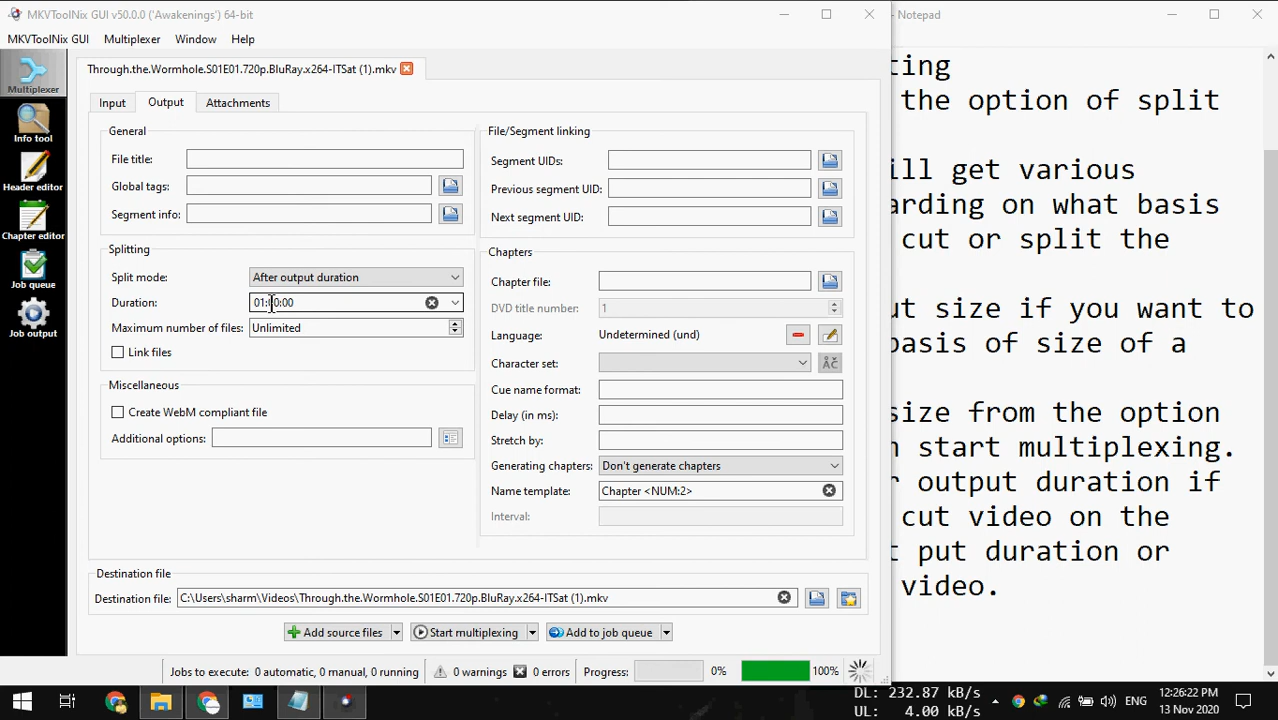 MKVToolNix GUI v50.0.0 ('Awakenings') 64-bit
- Notepad
MKVToolNix GUI
Multiplexer
Window
Help
Multiplexer
Info tool
Header editor
Chapter editor
Job queue
Job output
Through.the.Wormhole.S01E01.720p.BluRay.x264-ITSat (1).mkv
Input
Output
Attachments
General
File title:
Global tags:
Segment info:
Splitting
Split mode:
After output duration
Duration:
Maximum number of files:
Unlimited
Link files
Miscellaneous
Create WebM compliant file
Additional options:
File/Segment linking
Segment UIDs:
Previous segment UID:
Next segment UID:
Chapters
Chapter file:
DVD title number:
1
Language:
Undetermined (und)
Character set:
Cue name format:
Delay (in ms):
Stretch by:
Generating chapters:
Don't generate chapters
Name template:
Chapter <NUM:2>
Interval:
Destination file
Destination file:
C:\Users\sharm\Videos\Through.the.Wormhole.S01E01.720p.BluRay.x264-ITSat (1).mkv
Add source files
Start multiplexing
Add to job queue
Jobs to execute: 0 automatic, 0 manual, 0 running
0 warnings
0 errors
Progress:
0%
100%
ting
the option of split
ill get various
arding on what basis
cut or split the
ut size if you want to
basis of size of a
size from the option
n start multiplexing.
r output duration if
cut video on the
t put duration or
video.
DL: 232.87 kB/s
UL: 4.00 kB/s
ENG
12:26:22 PM
13 Nov 2020